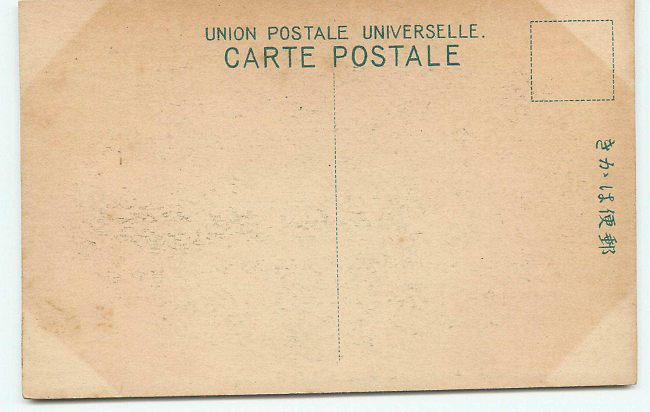 UNION POSTALE UNIVERSELLE.
CARTE POSTALE
郵便はかき